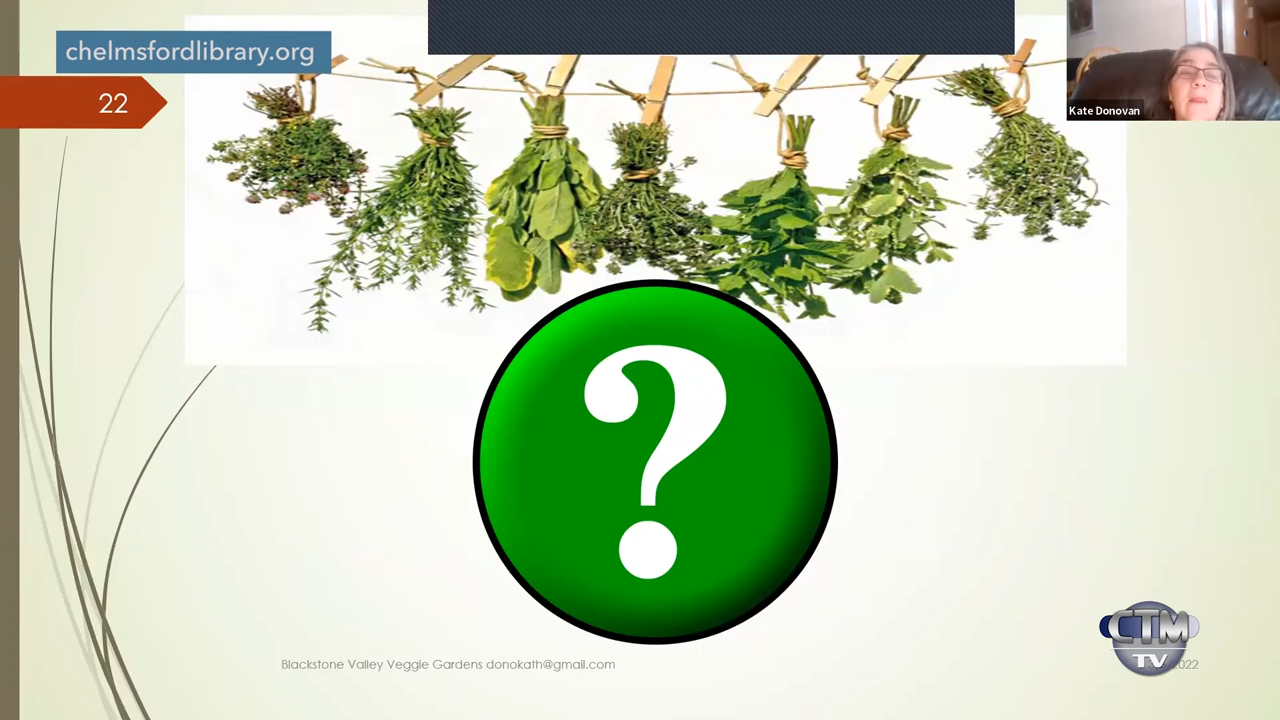 chelmsfordlibrary.org
22
Kate Donovan
?
Blackstone Valley Veggie Gardens donokath@gmail.com
CTM
TV
2022